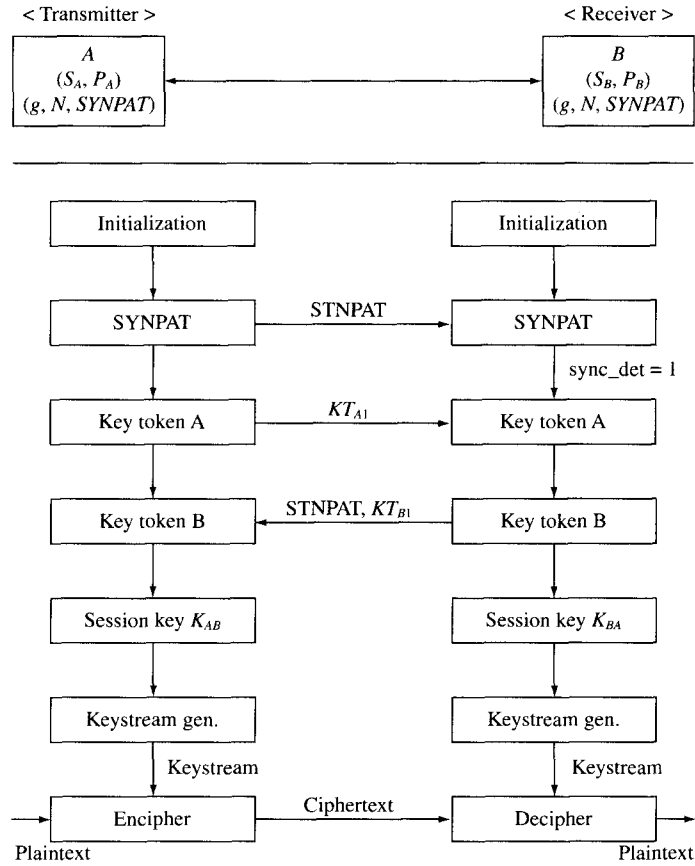 < Transmitter >
< Receiver >
A
(S_A, P_A)
(g, N, SYNPAT)
B
(S_B, P_B)
(g, N, SYNPAT)
Initialization
Initialization
SYNPAT
STNPAT
SYNPAT
sync_det = 1
Key token A
KT_A1
Key token A
Key token B
STNPAT, KT_B1
Key token B
Session key K_AB
Session key K_BA
Keystream gen.
Keystream gen.
Keystream
Keystream
Encipher
Ciphertext
Decipher
Plaintext
Plaintext